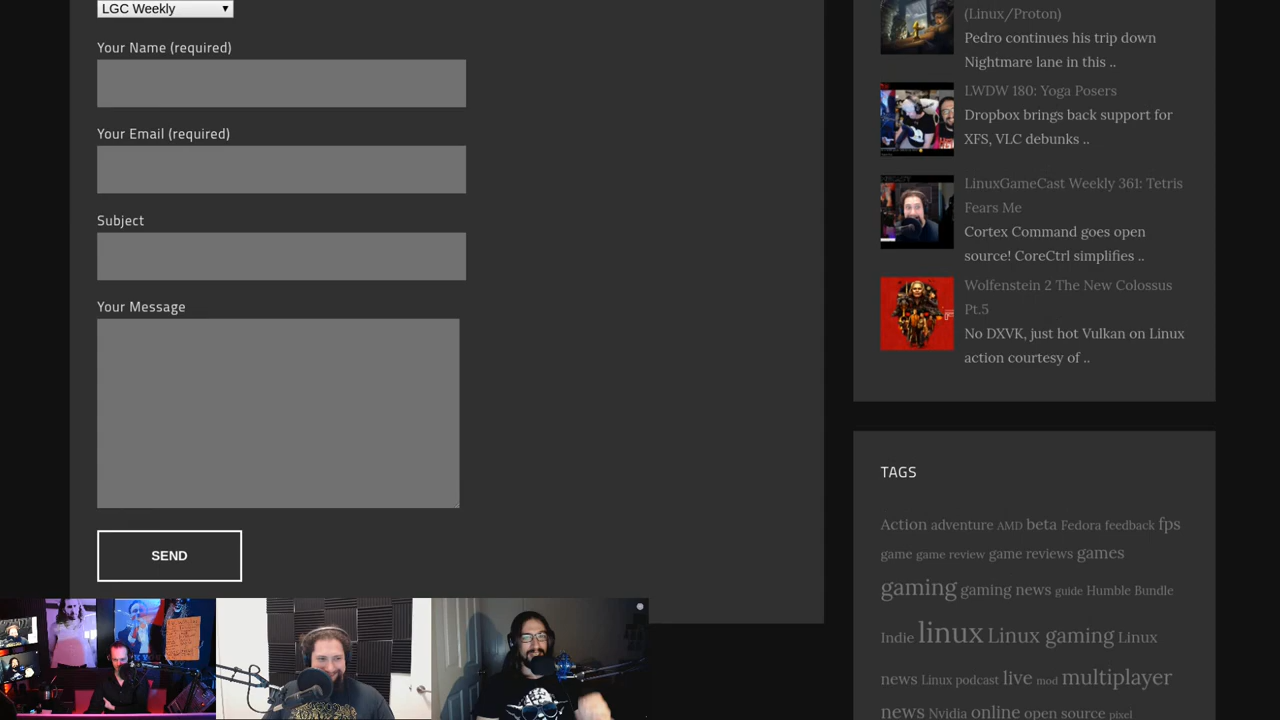 LGC Weekly
Your Name (required)
Your Email (required)
Subject
Your Message
SEND
(Linux/Proton)
Pedro continues his trip down
Nightmare lane in this ..
LWDW 180: Yoga Posers
Dropbox brings back support for
XFS, VLC debunks ..
LinuxGameCast Weekly 361: Tetris
Fears Me
Cortex Command goes open
source! CoreCtrl simplifies ..
Wolfenstein 2 The New Colossus
Pt.5
No DXVK, just hot Vulkan on Linux
action courtesy of ..
TAGS
Action adventure AMD beta Fedora feedback fps
game game review game reviews games
gaming gaming news guide Humble Bundle
Indie linux Linux gaming Linux
news Linux podcast live mod multiplayer
news Nvidia online open source pixel